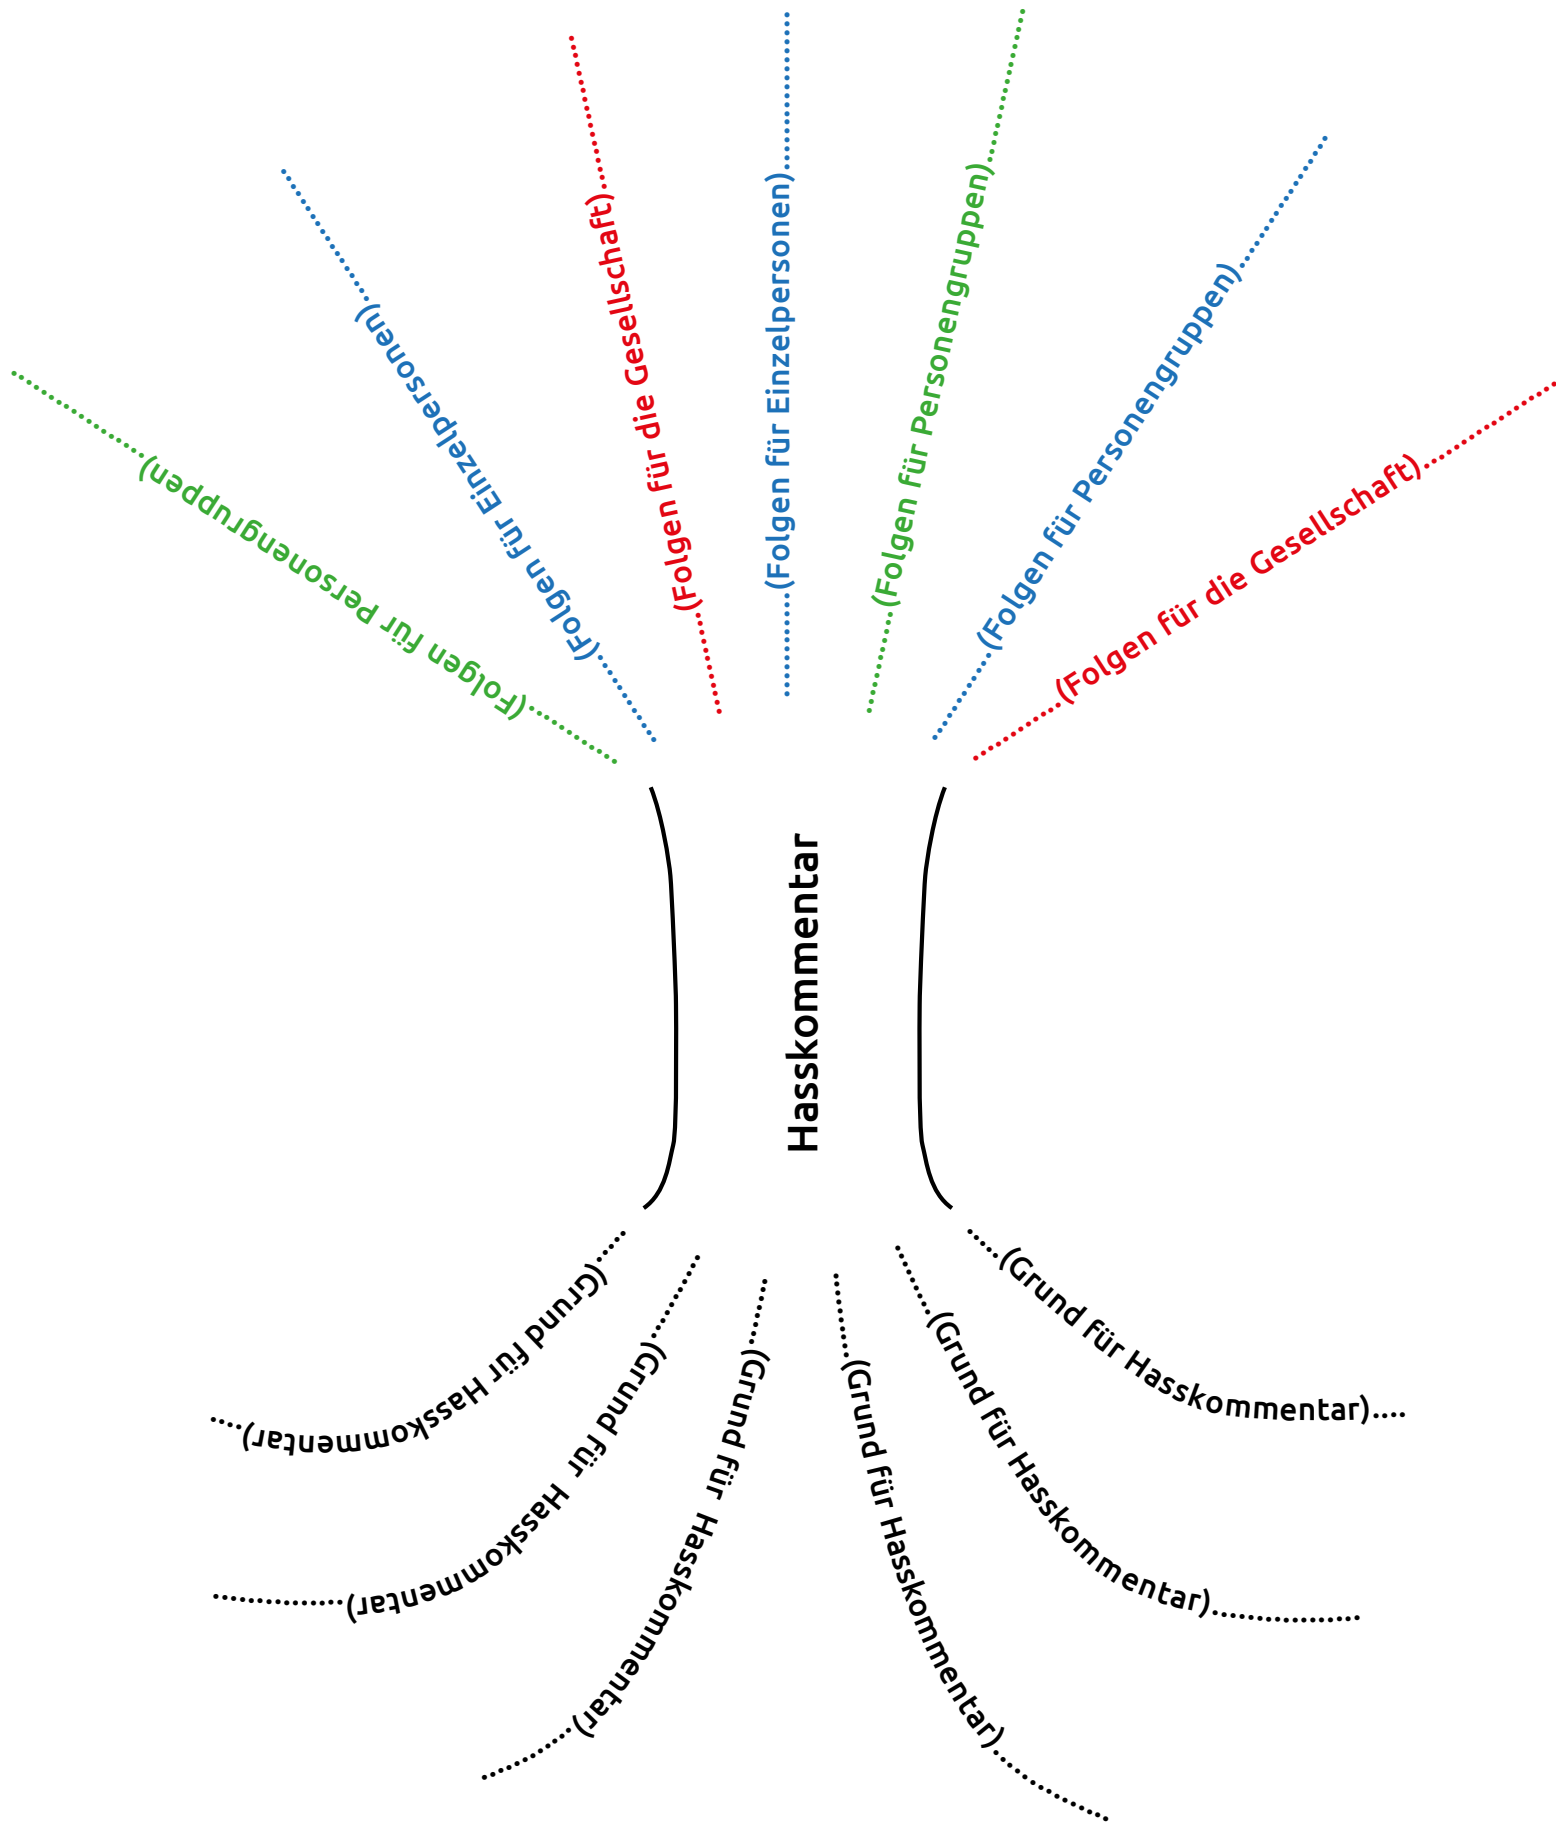 (Folgen für Personengruppen)
(Folgen für Einzelpersonen)
(Folgen für die Gesellschaft)
(Folgen für Einzelpersonen)
(Folgen für Personengruppen)
(Folgen für Personengruppen)
(Folgen für die Gesellschaft)
Hasskommentar
(Grund für Hasskommentar)
(Grund für Hasskommentar)
(Grund für Hasskommentar)
(Grund für Hasskommentar)
(Grund für Hasskommentar)
(Grund für Hasskommentar)